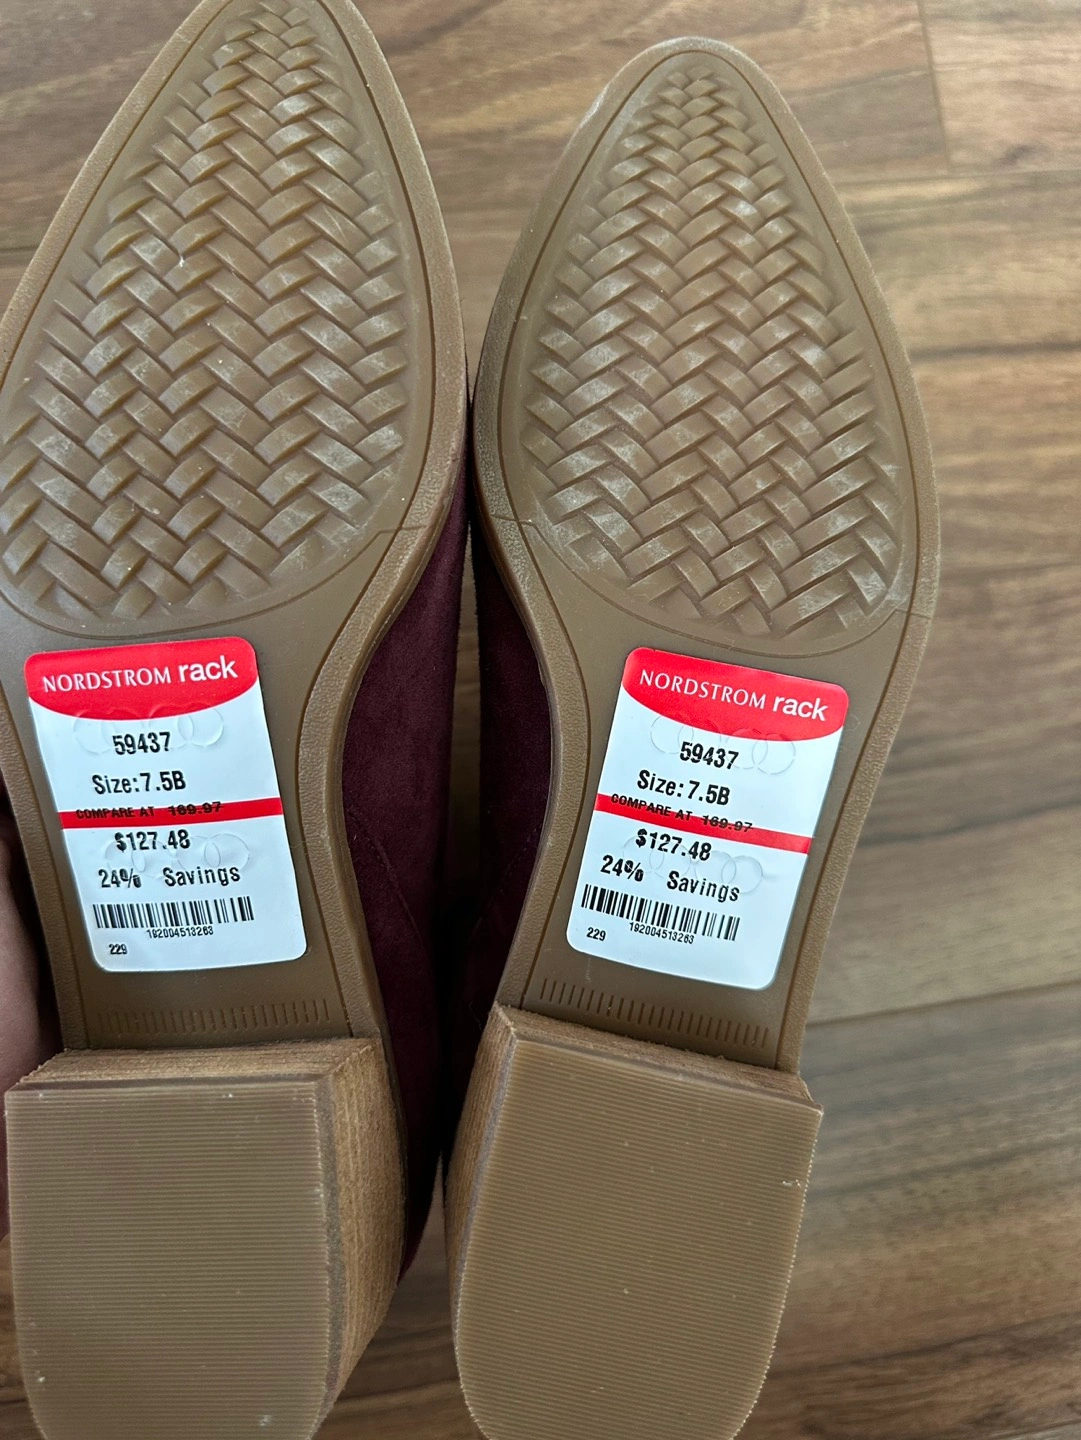 NORDSTROM rack
59437
Size:7.5B
COMPARE AT 169.97
$127.48
24% Savings
192004513263
229
NORDSTROM rack
59437
Size:7.5B
COMPARE AT 169.97
$127.48
24% Savings
192004513263
229